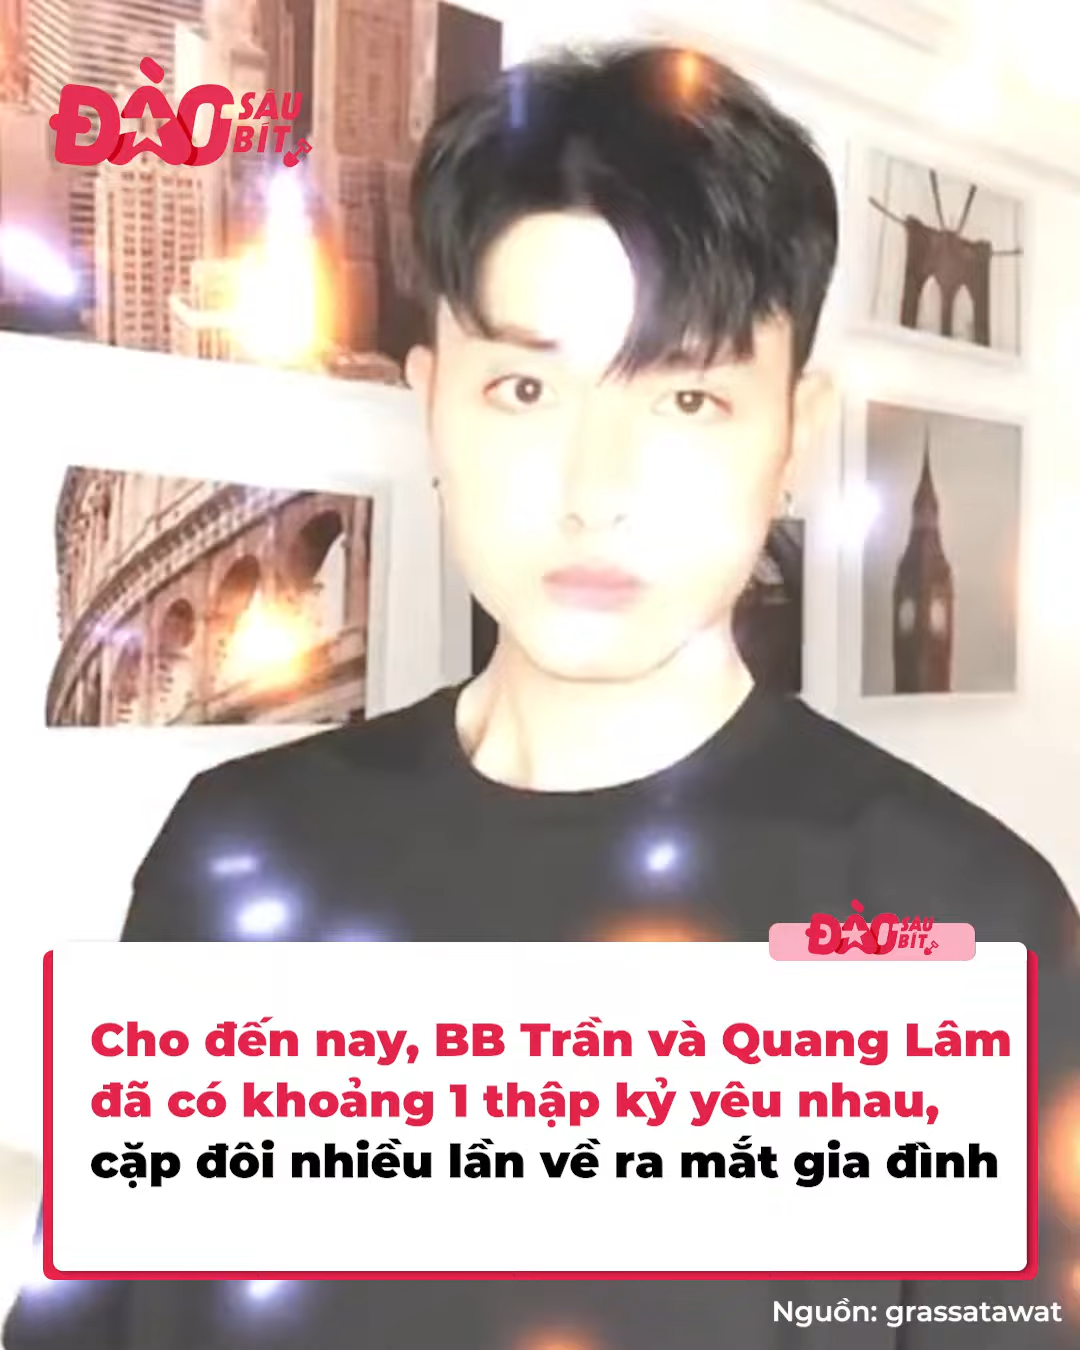 ĐÀO SÂU BÍT
ĐÀO SÂU BÍT
Cho đến nay, BB Trần và Quang Lâm
đã có khoảng 1 thập kỷ yêu nhau,
cặp đôi nhiều lần về ra mắt gia đình
Nguồn: grassatawat